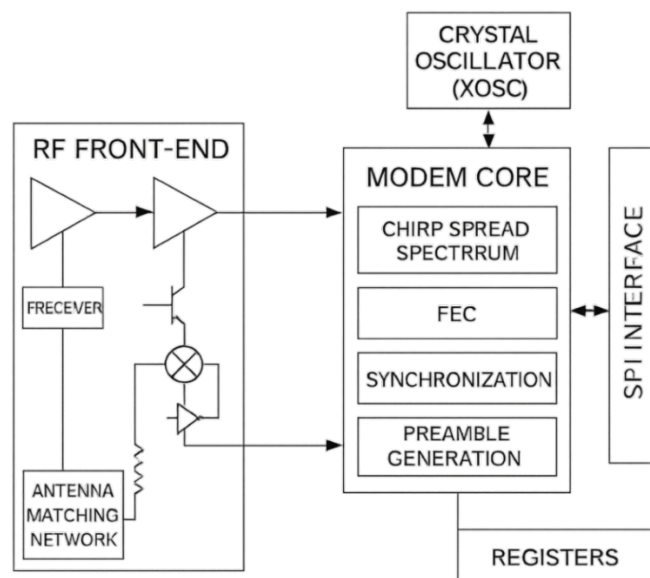 CRYSTAL
OSCILLATOR
(XOSC)
RF FRONT-END
FRECEVER
ANTENNA
MATCHING
NETWORK
MODEM CORE
CHIRP SPREAD
SPECTRRUM
FEC
SYNCHRONIZATION
PREAMBLE
GENERATION
SPI INTERFACE
REGISTERS